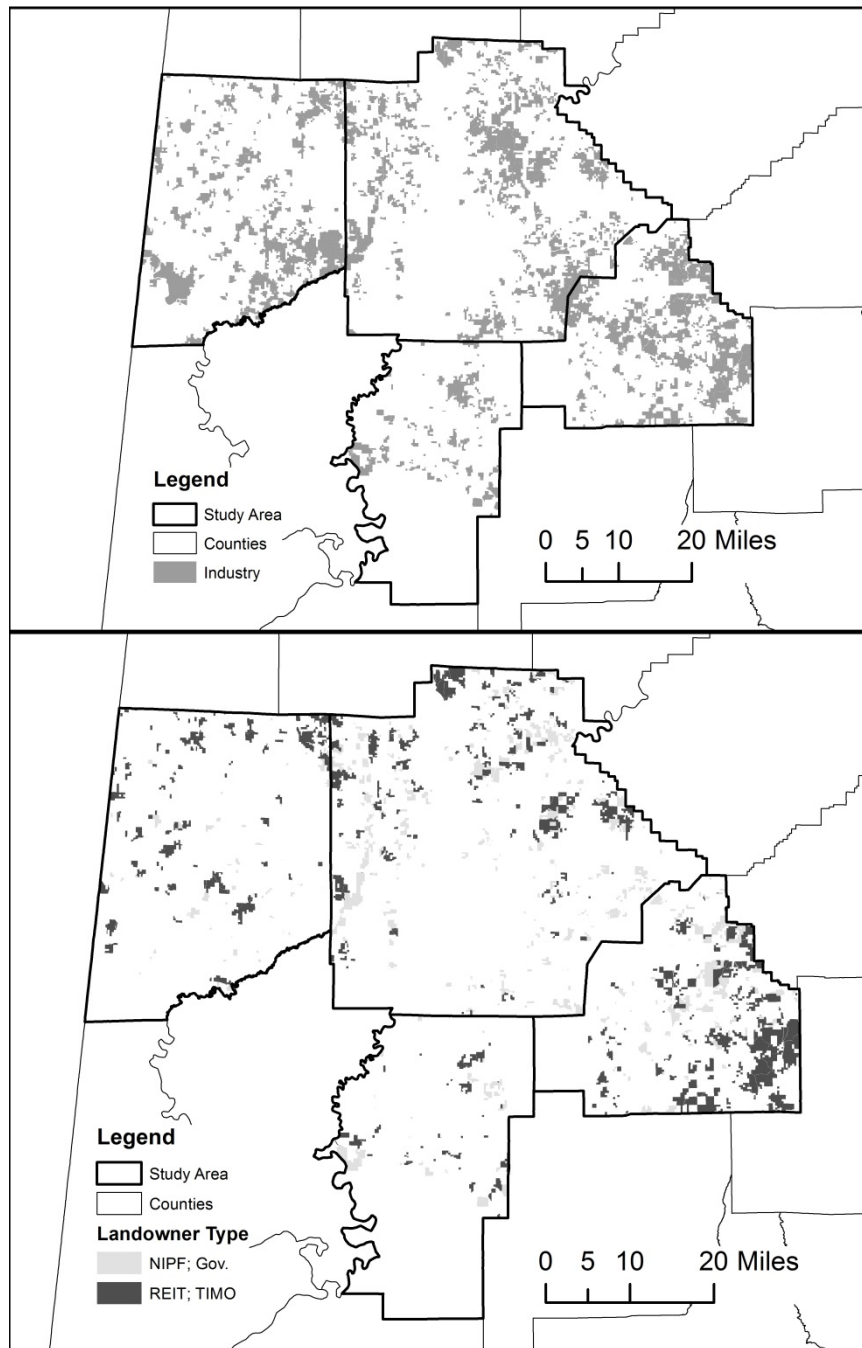 Legend
Study Area
Counties
Industry
0 5 10 20 Miles
Legend
Study Area
Counties
Landowner Type
NIPF; Gov.
REIT; TIMO
0 5 10 20 Miles